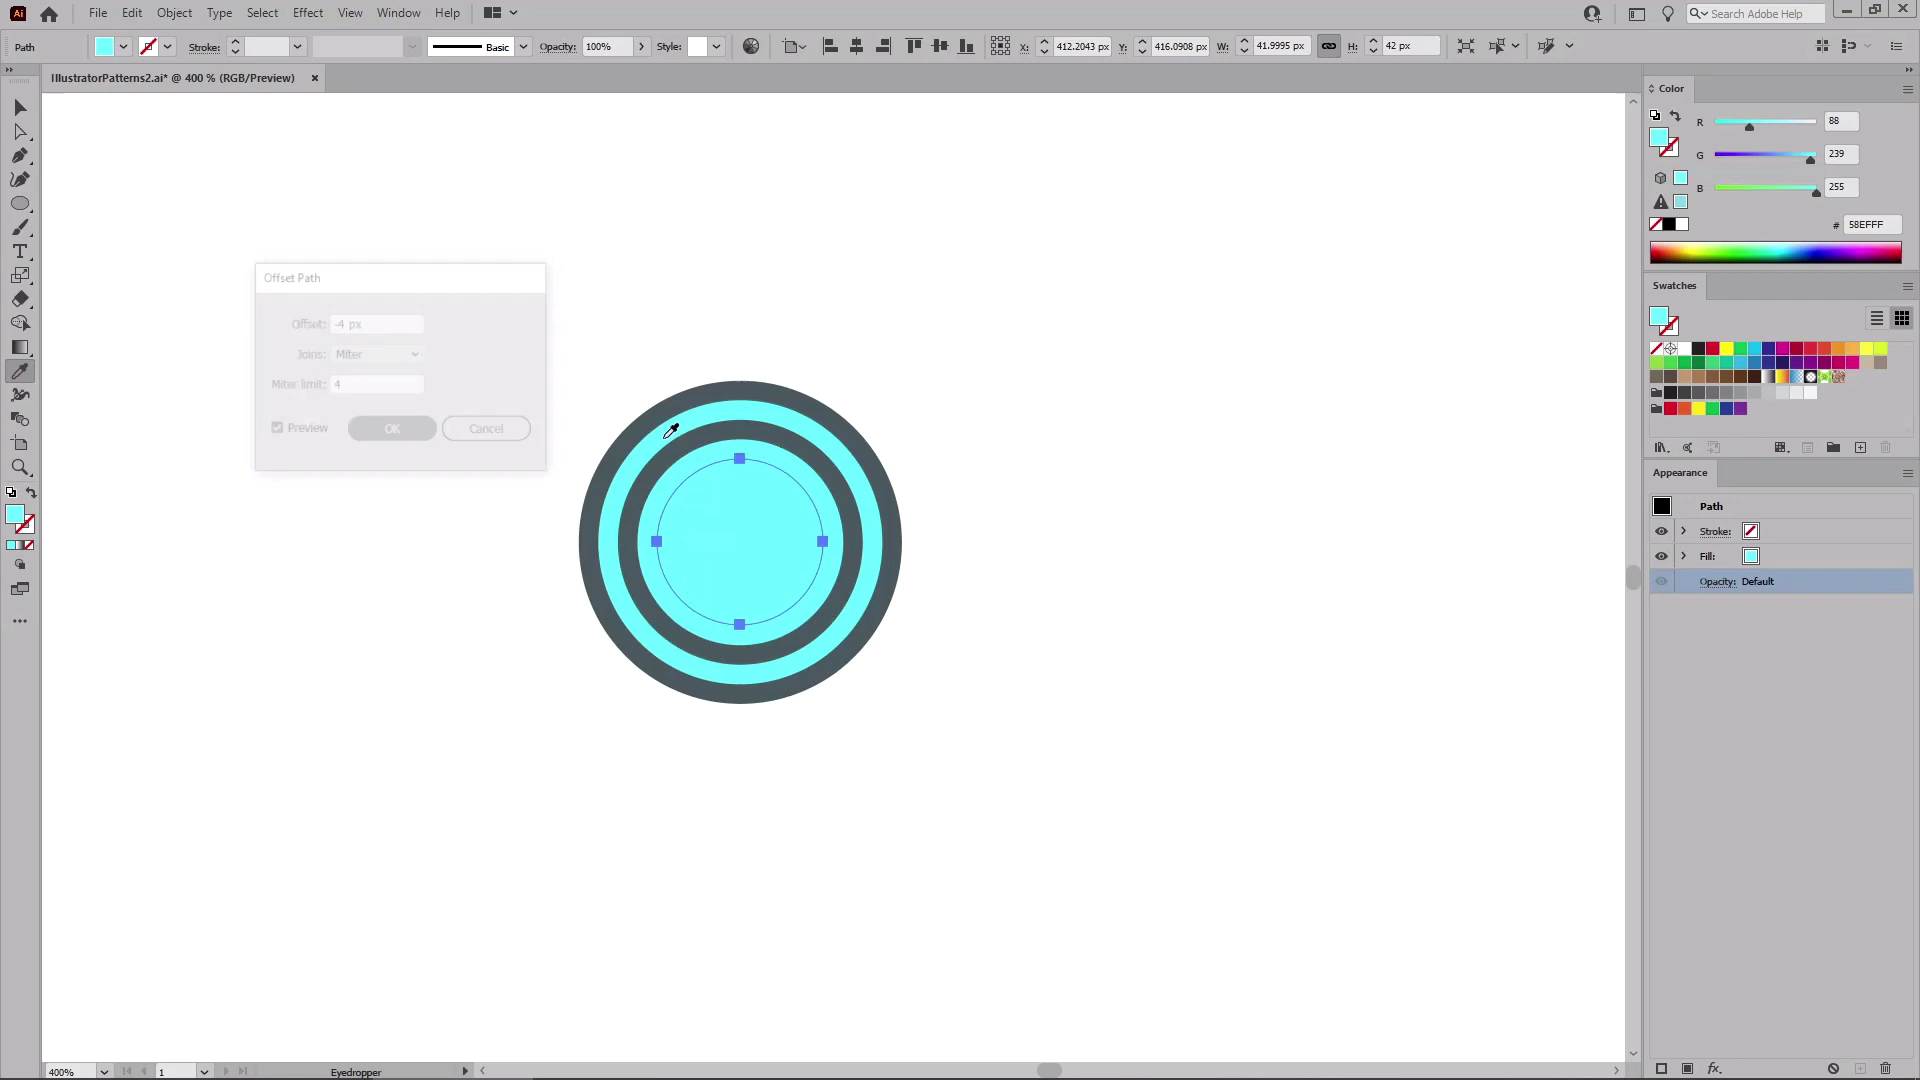 Ai File Edit Object Type Select Effect View Window Help Search Adobe Help
Path Stroke: Basic Opacity: 100% Style: X: 412.2043 px Y: 416.0908 px W: 41.9995 px H: 42 px
IllustratorPatterns2.ai* @ 400 % (RGB/Preview) ×
Color
R 88
G 239
B 255
# 58EFFF
Offset Path
Offset: -4 px
Joins: Miter
Miter limit: 4
Preview OK Cancel
Swatches
Appearance
Path
Stroke:
Fill:
Opacity: Default
fx
400% 1 Eyedropper